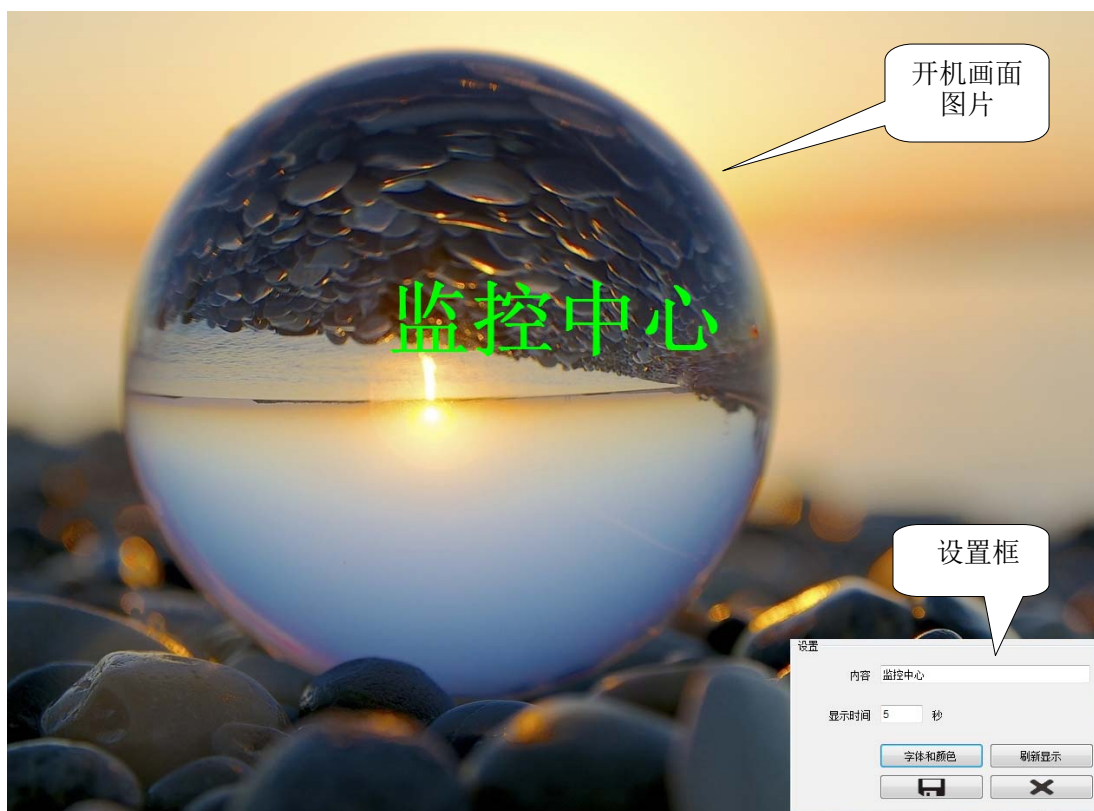 开机画面
图片
监控中心
设置框
设置
内容 监控中心
显示时间 5 秒
字体和颜色 刷新显示